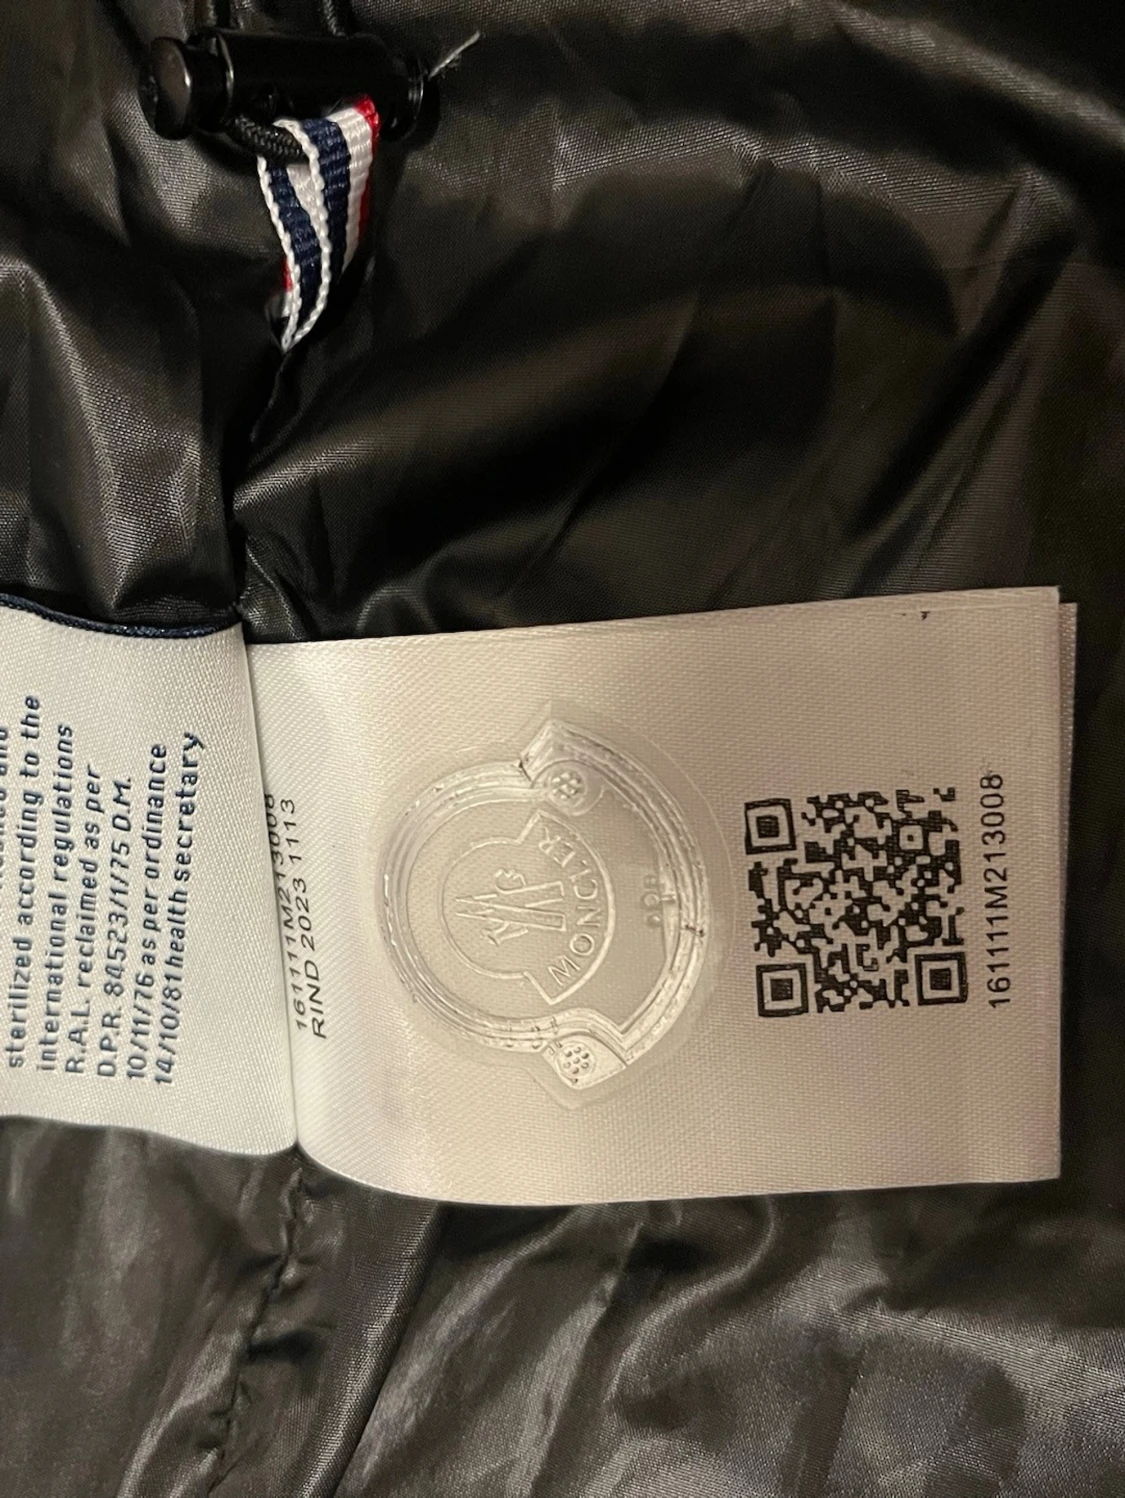 sterilized according to the
international regulations
R.A.L. reclaimed as per
D.P.R. 84523/1/75 D.M.
10/11/76 as per ordinance
14/10/81 health secretary
161111M213008
RIND 2023 1113
MONCLER
161111M213008